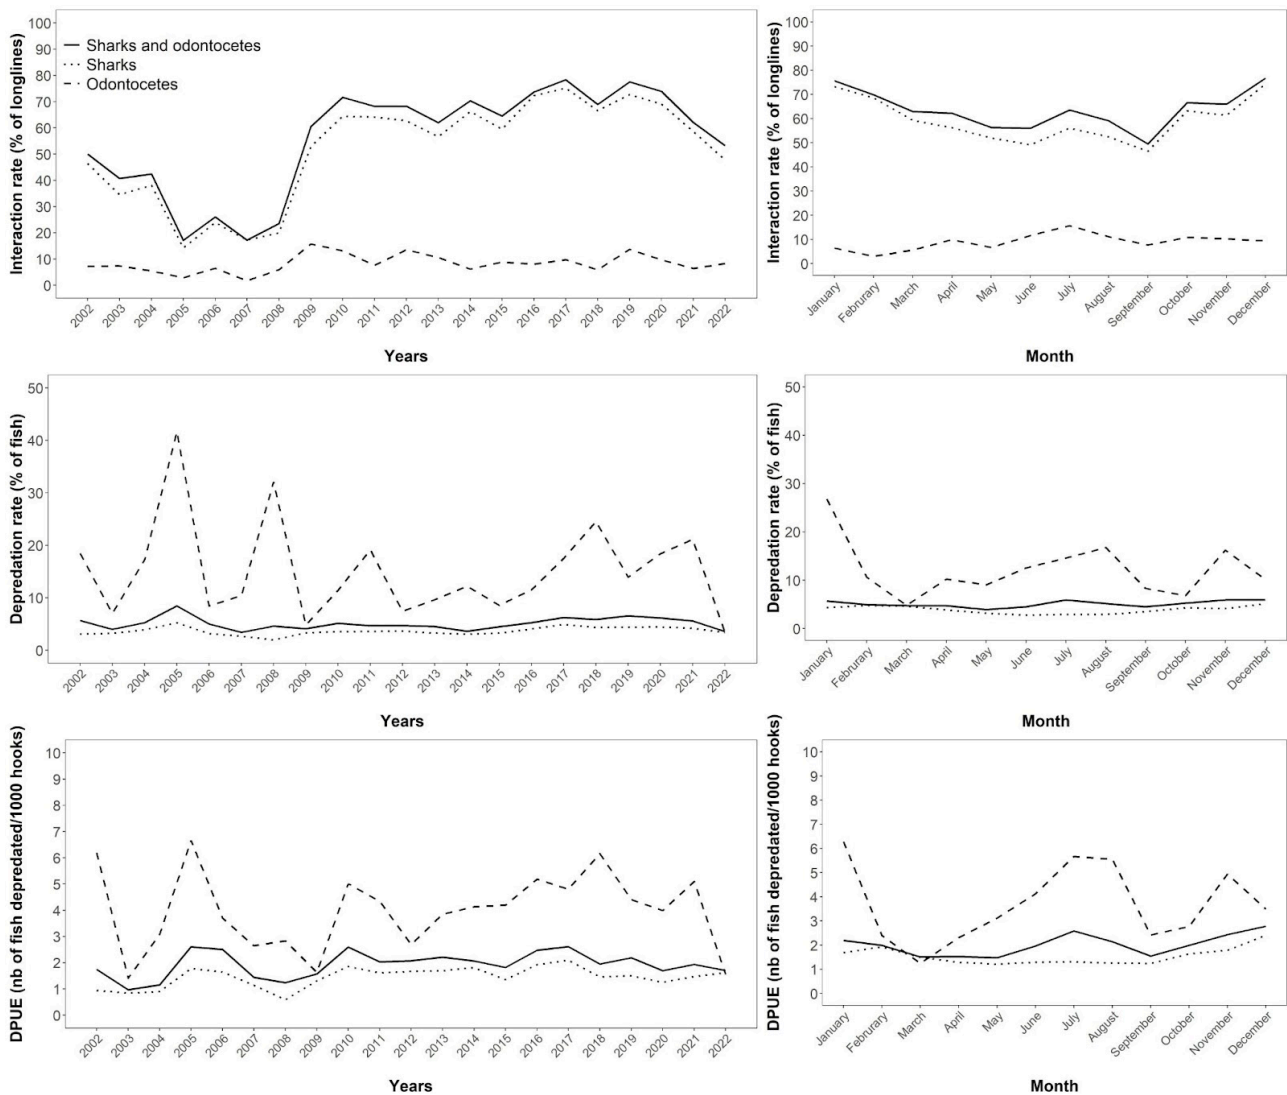 Interaction rate (% of longlines)
100
90
80
70
60
50
40
30
20
10
0
Sharks and odontocetes
Sharks
Odontocetes
2002 2003 2004 2005 2006 2007 2008 2009 2010 2011 2012 2013 2014 2015 2016 2017 2018 2019 2020 2021 2022
Years
Interaction rate (% of longlines)
100
90
80
70
60
50
40
30
20
10
0
January Februrary March April May June July August September October November December
Month
Depredation rate (% of fish)
50
40
30
20
10
0
2002 2003 2004 2005 2006 2007 2008 2009 2010 2011 2012 2013 2014 2015 2016 2017 2018 2019 2020 2021 2022
Years
Depredation rate (% of fish)
50
40
30
20
10
0
January Februrary March April May June July August September October November December
Month
DPUE (nb of fish depredated/1000 hooks)
10
9
8
7
6
5
4
3
2
1
0
2002 2003 2004 2005 2006 2007 2008 2009 2010 2011 2012 2013 2014 2015 2016 2017 2018 2019 2020 2021 2022
Years
DPUE (nb of fish depredated/1000 hooks)
10
9
8
7
6
5
4
3
2
1
0
January Februrary March April May June July August September October November December
Month